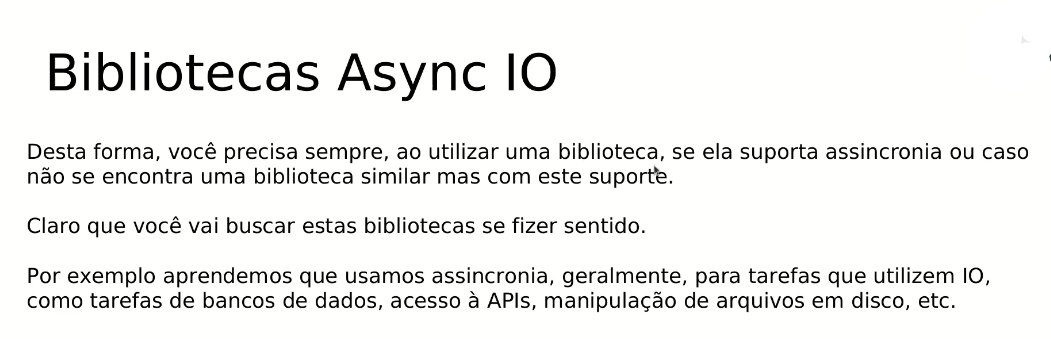 Bibliotecas Async IO
Desta forma, você precisa sempre, ao utilizar uma biblioteca, se ela suporta assincronia ou caso
não se encontra uma biblioteca similar mas com este suporte.
Claro que você vai buscar estas bibliotecas se fizer sentido.
Por exemplo aprendemos que usamos assincronia, geralmente, para tarefas que utilizem IO,
como tarefas de bancos de dados, acesso à APIs, manipulação de arquivos em disco, etc.